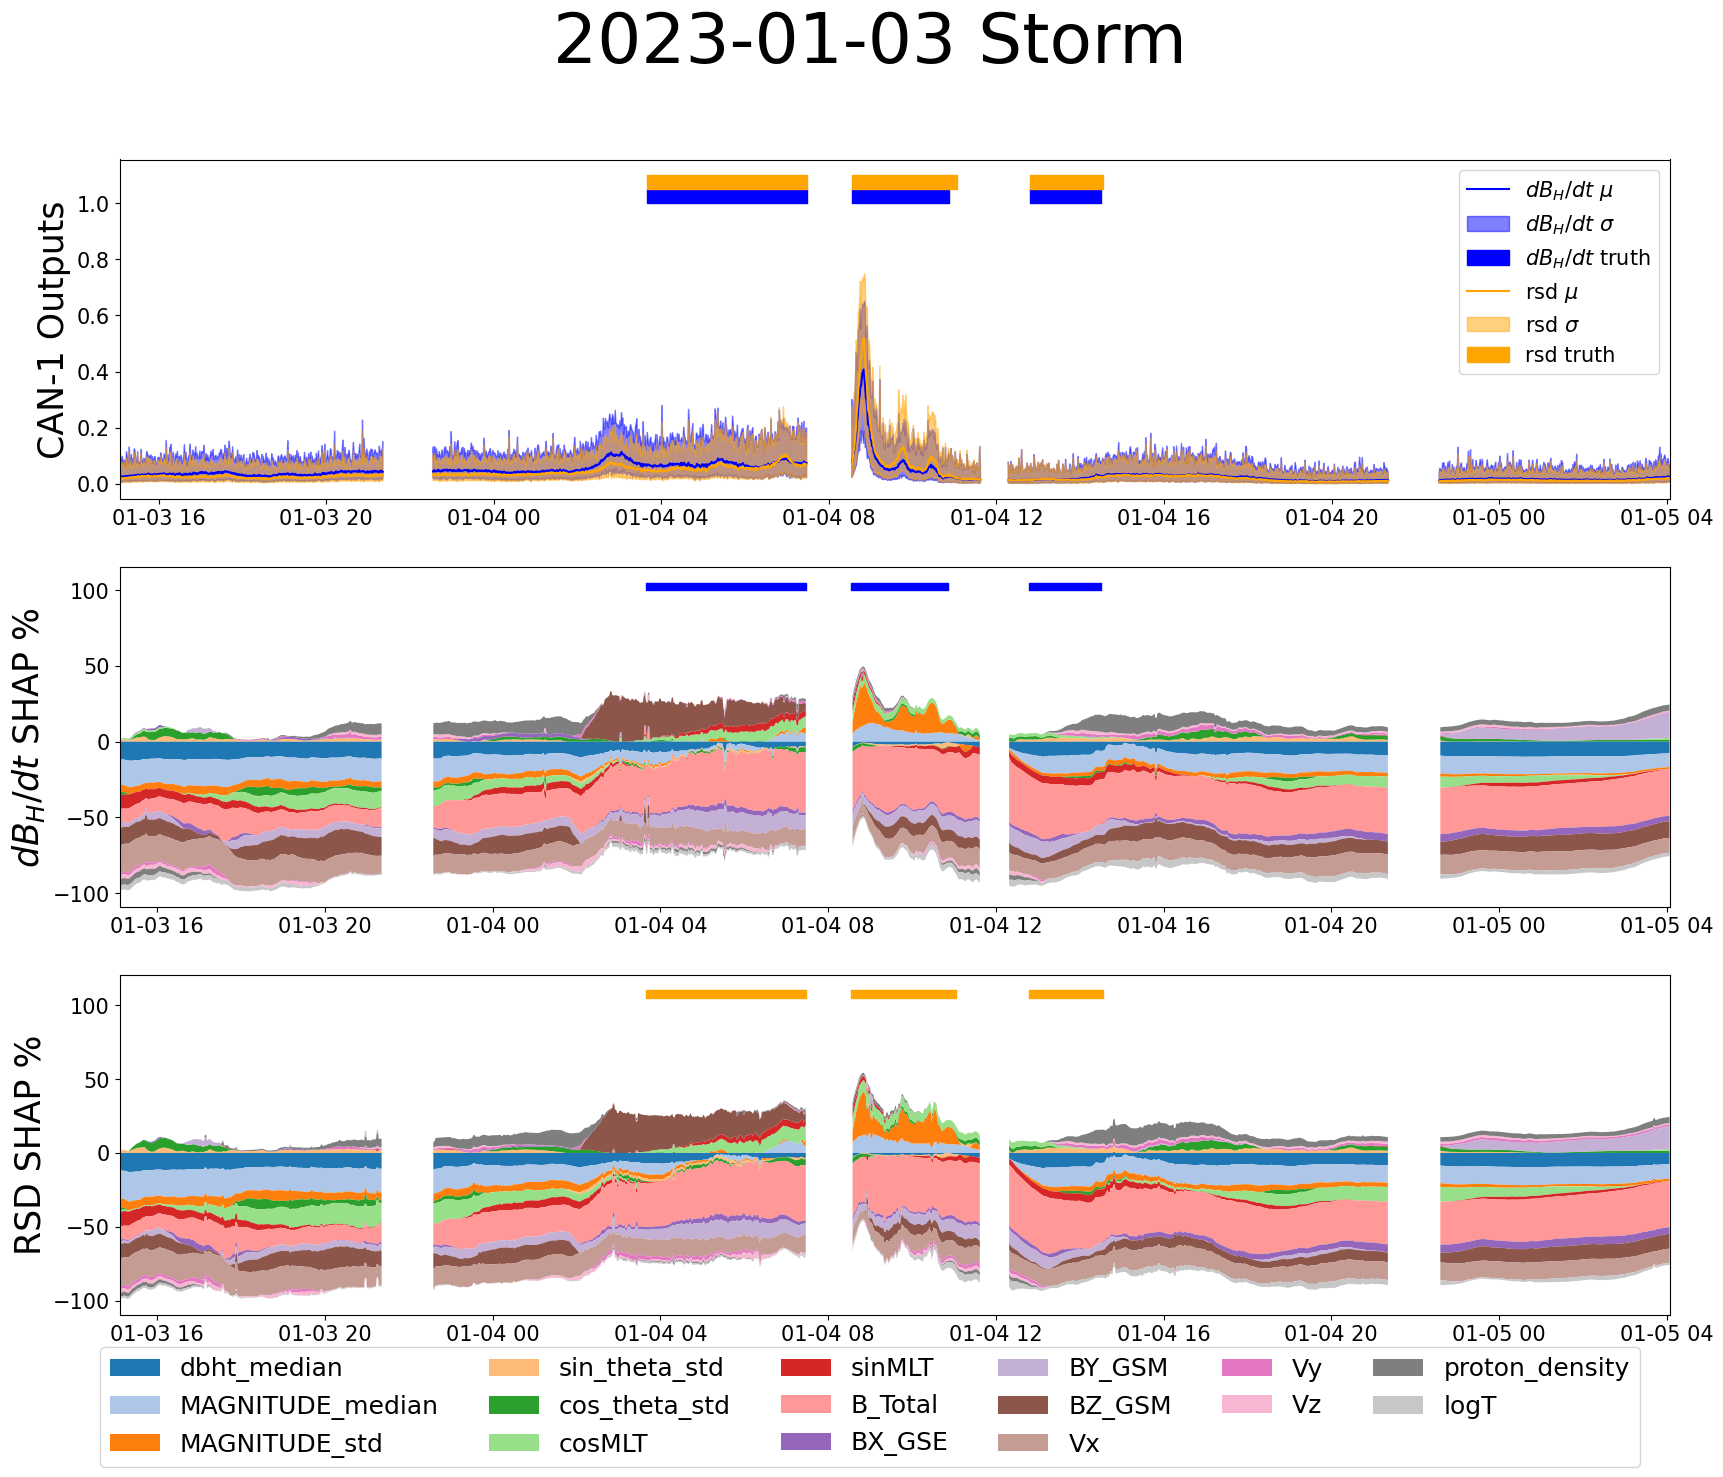 2023-01-03 Storm
CAN-1 Outputs
1.0
0.8
0.6
0.4
0.2
0.0
dB_H/dt μ
dB_H/dt σ
dB_H/dt truth
rsd μ
rsd σ
rsd truth
01-03 16 01-03 20 01-04 00 01-04 04 01-04 08 01-04 12 01-04 16 01-04 20 01-05 00 01-05 04
dB_H/dt SHAP %
100
50
0
−50
−100
01-03 16 01-03 20 01-04 00 01-04 04 01-04 08 01-04 12 01-04 16 01-04 20 01-05 00 01-05 04
RSD SHAP %
100
50
0
−50
−100
01-03 16 01-03 20 01-04 00 01-04 04 01-04 08 01-04 12 01-04 16 01-04 20 01-05 00 01-05 04
dbht_median sin_theta_std sinMLT BY_GSM Vy proton_density
MAGNITUDE_median cos_theta_std B_Total BZ_GSM Vz logT
MAGNITUDE_std cosMLT BX_GSE Vx